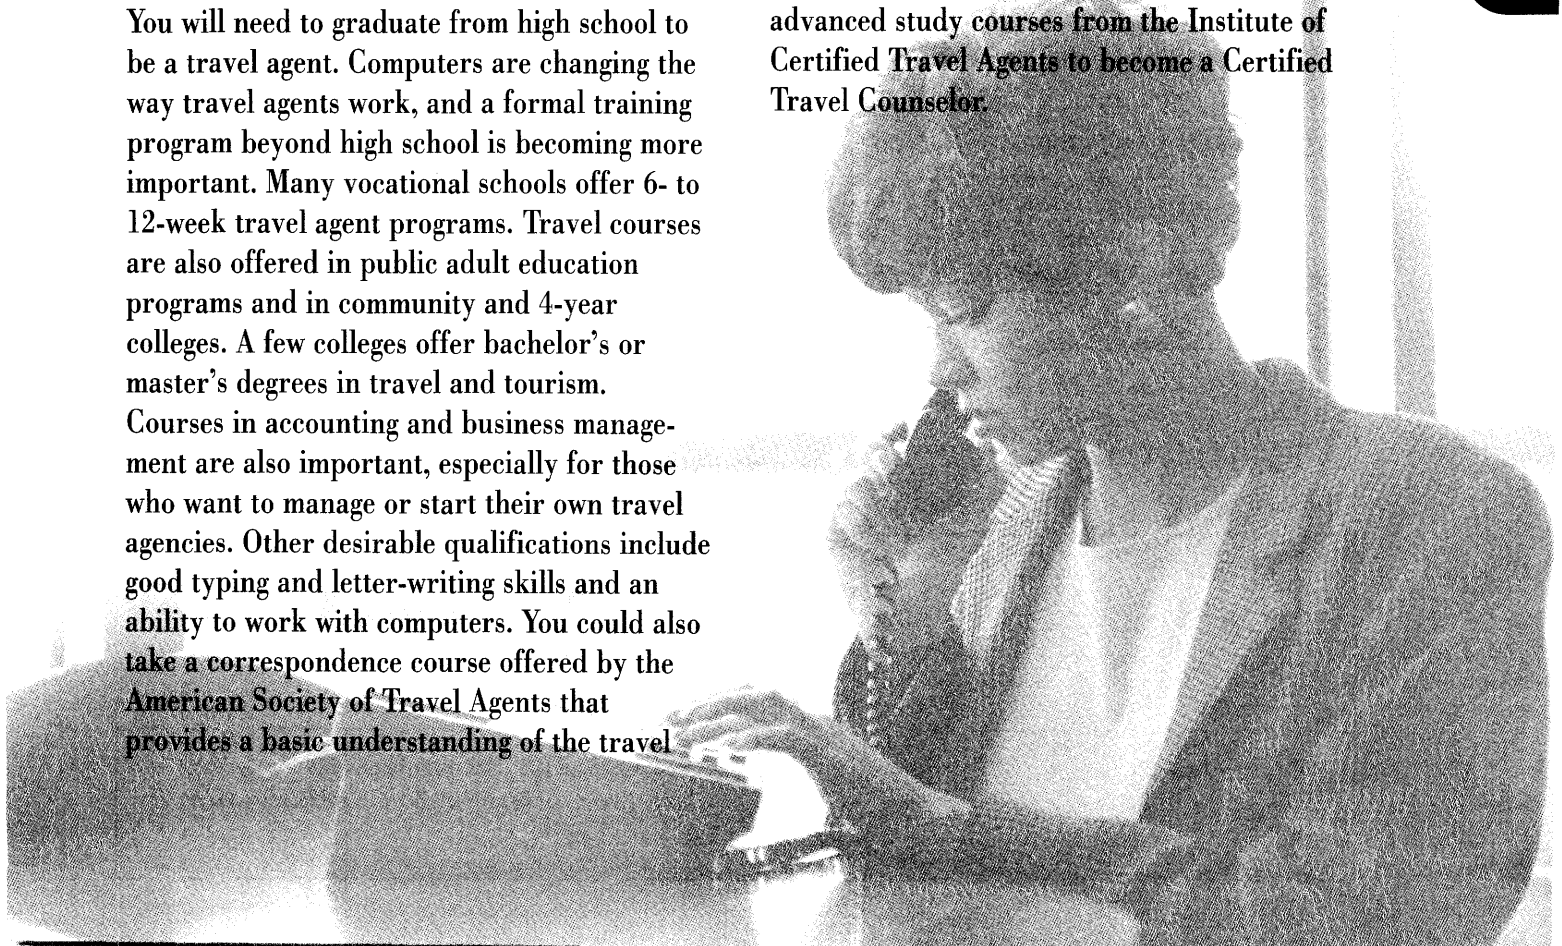 You will need to graduate from high school to
be a travel agent. Computers are changing the
way travel agents work, and a formal training
program beyond high school is becoming more
important. Many vocational schools offer 6- to
12-week travel agent programs. Travel courses
are also offered in public adult education
programs and in community and 4-year
colleges. A few colleges offer bachelor's or
master's degrees in travel and tourism.
Courses in accounting and business manage-
ment are also important, especially for those
who want to manage or start their own travel
agencies. Other desirable qualifications include
good typing and letter-writing skills and an
ability to work with computers. You could also
take a correspondence course offered by the
American Society of Travel Agents that
provides a basic understanding of the travel
advanced study courses from the Institute of
Certified Travel Agents to become a Certified
Travel Counselor.